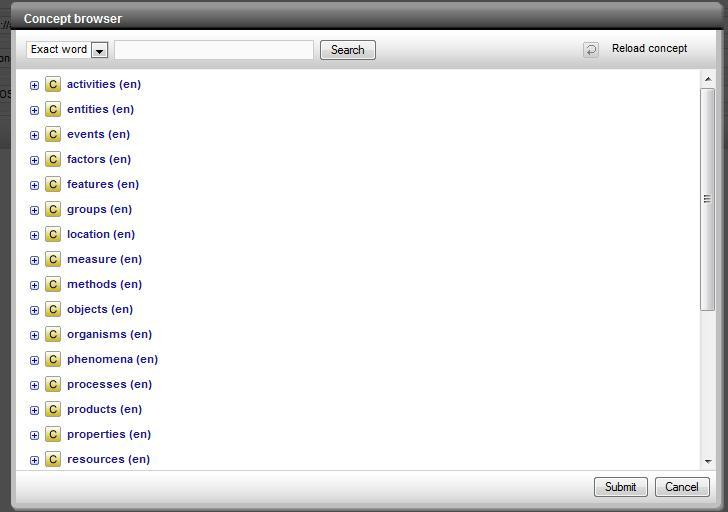 Concept browser
Exact word Search Reload concept
C activities (en)
C entities (en)
C events (en)
C factors (en)
C features (en)
C groups (en)
C location (en)
C measure (en)
C methods (en)
C objects (en)
C organisms (en)
C phenomena (en)
C processes (en)
C products (en)
C properties (en)
C resources (en)
Submit Cancel